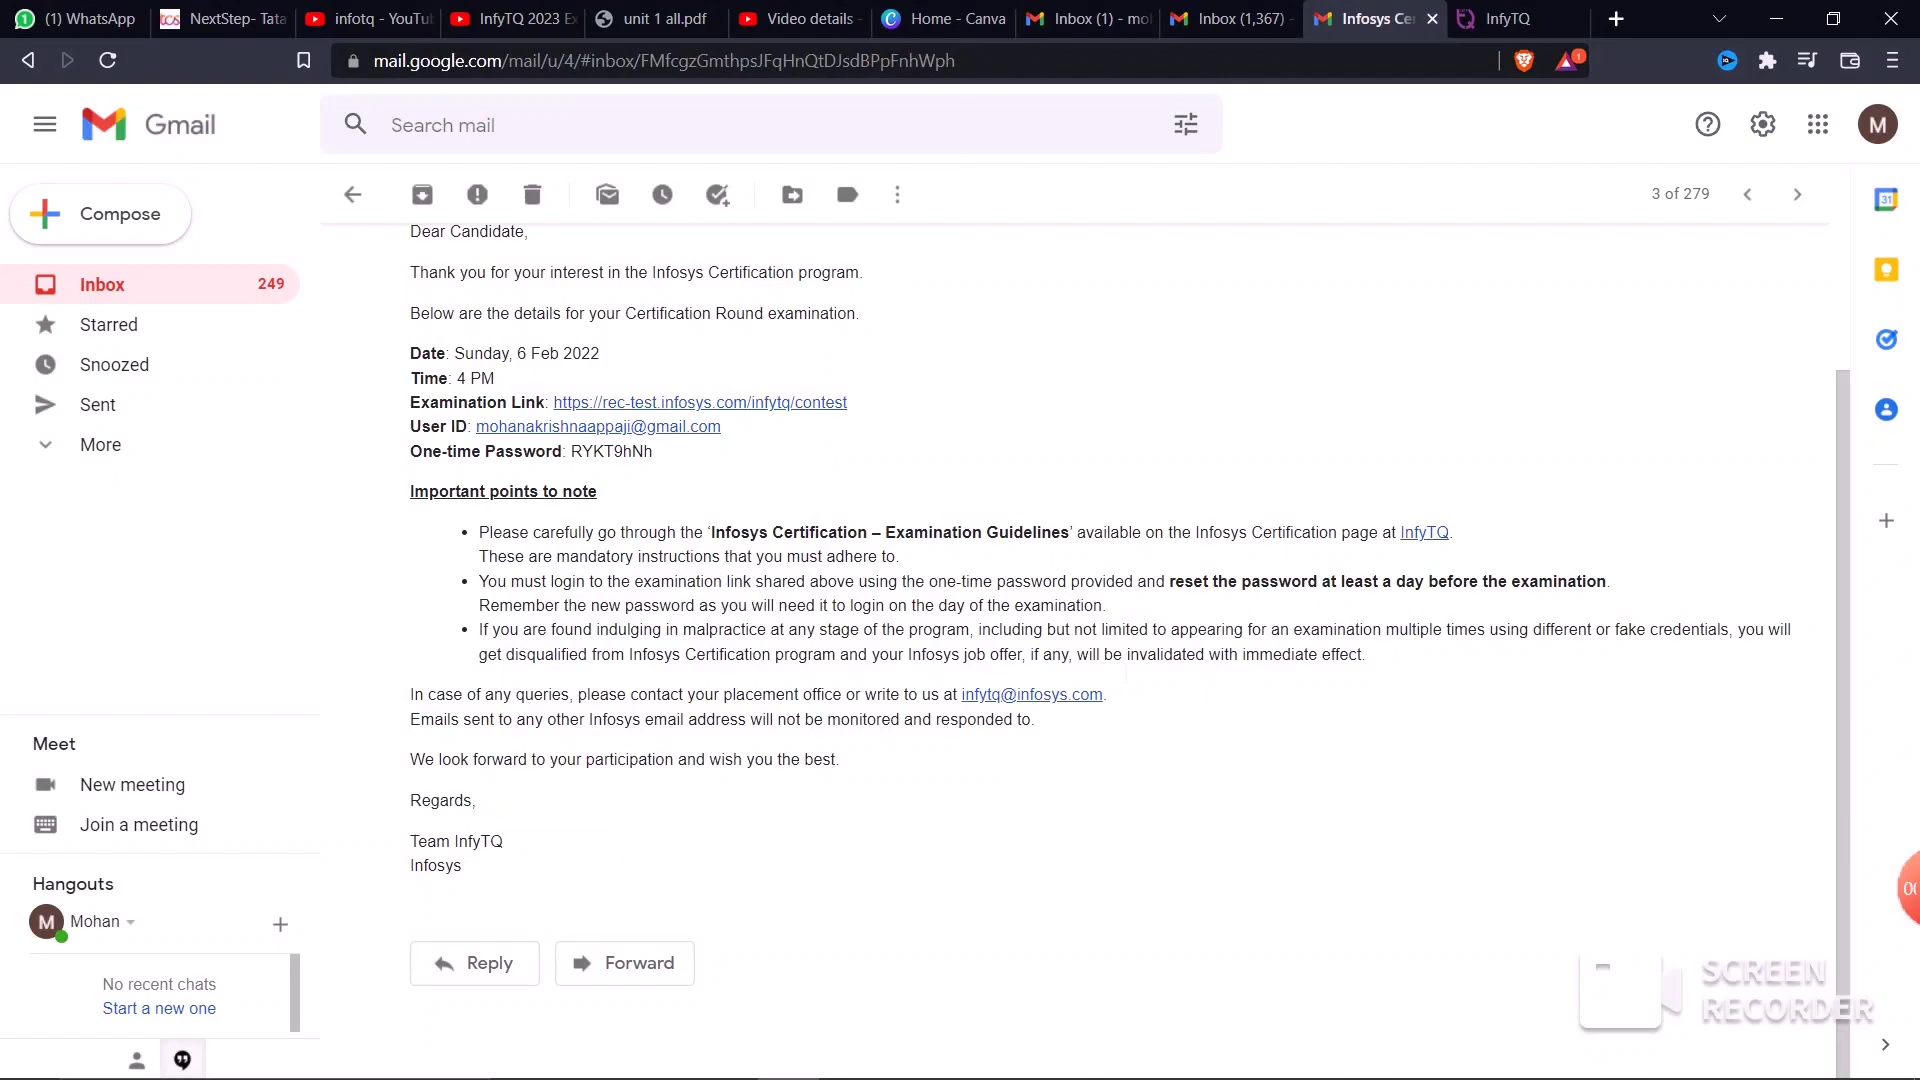 (1) WhatsApp
NextStep- Tata
infotq - YouTu
InfyTQ 2023 Ex
unit 1 all.pdf
Video details -
Home - Canva
Inbox (1) - mo
Inbox (1,367) -
Infosys Cer
InfyTQ
mail.google.com/mail/u/4/#inbox/FMfcgzGmthpsJFqHnQtDJsdBPpFnhWph
1
Gmail
Search mail
M
Compose
3 of 279
31
Inbox 249
Starred
Snoozed
Sent
More
Dear Candidate,
Thank you for your interest in the Infosys Certification program.
Below are the details for your Certification Round examination.
Date: Sunday, 6 Feb 2022
Time: 4 PM
Examination Link: https://rec-test.infosys.com/infytq/contest
User ID: mohanakrishnaappaji@gmail.com
One-time Password: RYKT9hNh
Important points to note
• Please carefully go through the ‘Infosys Certification – Examination Guidelines’ available on the Infosys Certification page at InfyTQ.
These are mandatory instructions that you must adhere to.
• You must login to the examination link shared above using the one-time password provided and reset the password at least a day before the examination.
Remember the new password as you will need it to login on the day of the examination.
• If you are found indulging in malpractice at any stage of the program, including but not limited to appearing for an examination multiple times using different or fake credentials, you will
get disqualified from Infosys Certification program and your Infosys job offer, if any, will be invalidated with immediate effect.
In case of any queries, please contact your placement office or write to us at infytq@infosys.com.
Emails sent to any other Infosys email address will not be monitored and responded to.
We look forward to your participation and wish you the best.
Regards,
Team InfyTQ
Infosys
Reply
Forward
Meet
New meeting
Join a meeting
Hangouts
M Mohan
No recent chats
Start a new one
SCREEN
RECORDER